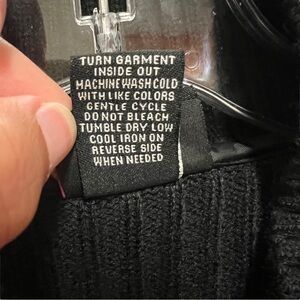 TURN GARMENT
INSIDE OUT
MACHINE WASH COLD
WITH LIKE COLORS
GENTLE CYCLE
DO NOT BLEACH
TUMBLE DRY LOW
COOL IRON ON
REVERSE SIDE
WHEN NEEDED